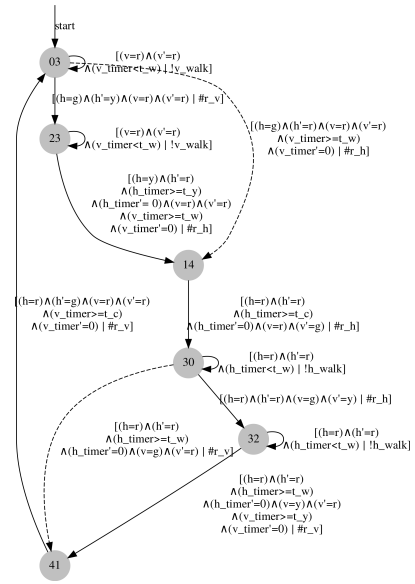 start
03
[(v=r)∧(v'=r)
∧(v_timer<t_w) | !v_walk]
[(h=g)∧(h'=y)∧(v=r)∧(v'=r) | #r_v]
[(h=g)∧(h'=r)∧(v=r)∧(v'=r)
∧(v_timer>=t_w)
∧(v_timer'=0) | #r_h]
23
[(v=r)∧(v'=r)
∧(v_timer<t_w) | !v_walk]
[(h=y)∧(h'=r)
∧(h_timer>=t_y)
∧(h_timer'= 0)∧(v=r)∧(v'=r)
∧(v_timer>=t_w)
∧(v_timer'=0) | #r_h]
14
[(h=r)∧(h'=g)∧(v=r)∧(v'=r)
∧(v_timer>=t_c)
∧(v_timer'=0) | #r_v]
[(h=r)∧(h'=r)
∧(h_timer>=t_c)
∧(h_timer'=0)∧(v=r)∧(v'=g) | #r_h]
30
[(h=r)∧(h'=r)
∧(h_timer<t_w) | !h_walk]
[(h=r)∧(h'=r)∧(v=g)∧(v'=y) | #r_h]
[(h=r)∧(h'=r)
∧(h_timer>=t_w)
∧(h_timer'=0)∧(v=g)∧(v'=r) | #r_v]
32
[(h=r)∧(h'=r)
∧(h_timer<t_w) | !h_walk]
[(h=r)∧(h'=r)
∧(h_timer>=t_w)
∧(h_timer'=0)∧(v=y)∧(v'=r)
∧(v_timer>=t_y)
∧(v_timer'=0) | #r_v]
41